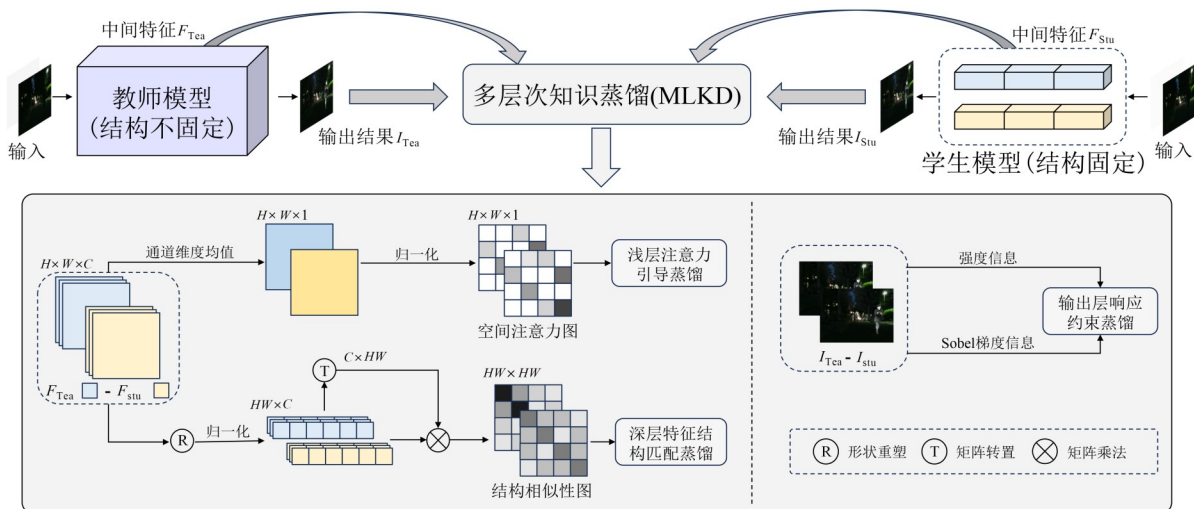 中间特征F_Tea
中间特征F_Stu
教师模型
(结构不固定)
输入
输出结果I_Tea
多层次知识蒸馏(MLKD)
输出结果I_Stu
学生模型(结构固定)
输入
H×W×C
通道维度均值
H×W×1
归一化
H×W×1
空间注意力图
浅层注意力
引导蒸馏
F_Tea - F_stu
R
归一化
HW×C
T
C×HW
HW×HW
结构相似性图
深层特征结
构匹配蒸馏
强度信息
Sobel梯度信息
I_Tea - I_stu
输出层响应
约束蒸馏
R 形状重塑 T 矩阵转置 矩阵乘法